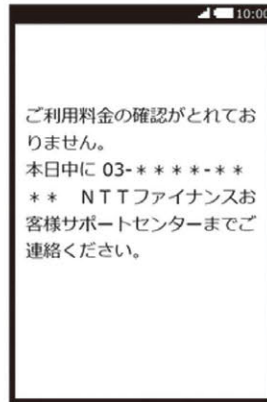 10:00
ご利用料金の確認がとれてお
りません。
本日中に 03-＊＊＊＊-＊＊
＊＊　ＮＴＴファイナンスお
客様サポートセンターまでご
連絡ください。